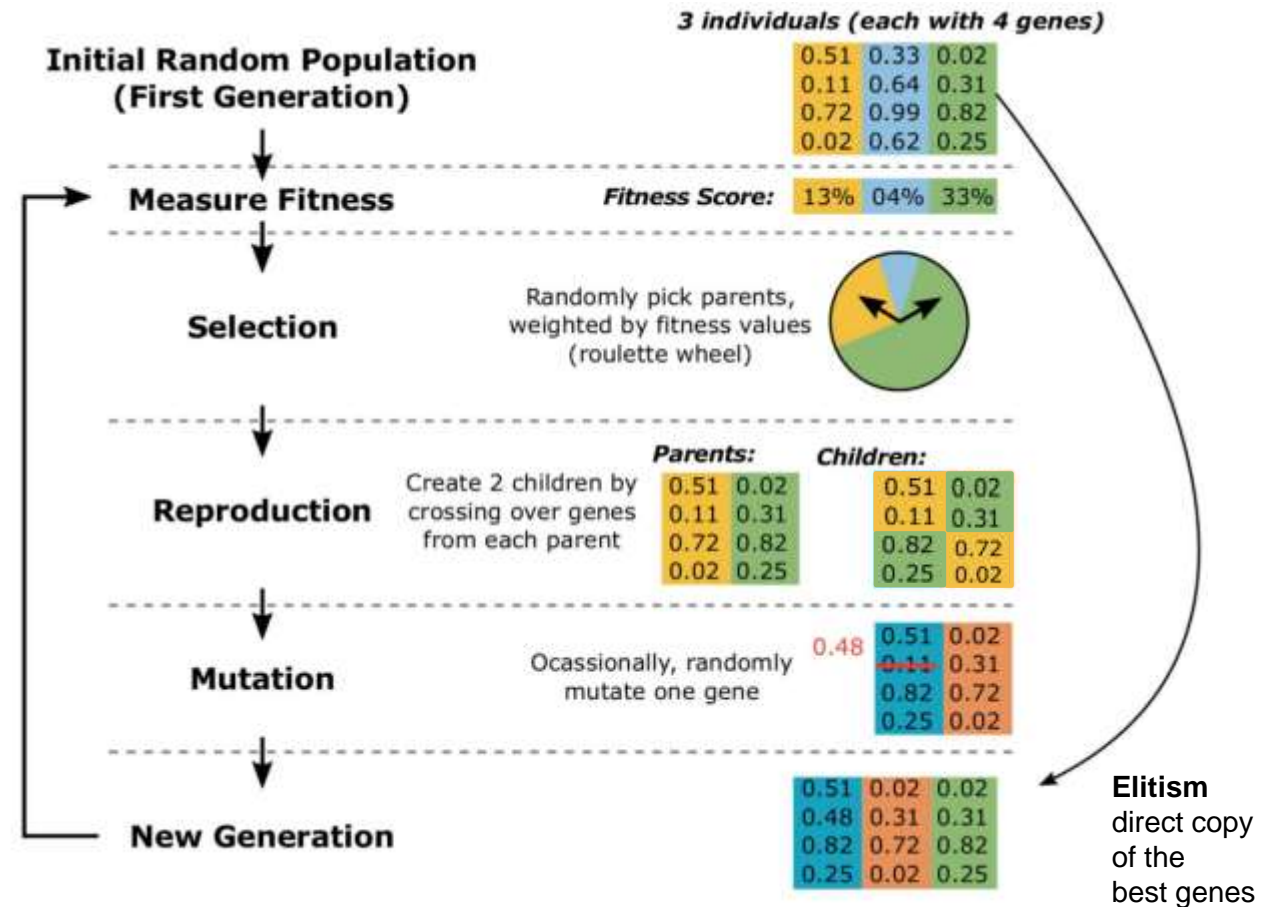 3 individuals (each with 4 genes)
Initial Random Population
(First Generation)
0.51 0.33 0.02
0.11 0.64 0.31
0.72 0.99 0.82
0.02 0.62 0.25
Measure Fitness
Fitness Score: 13% 04% 33%
Selection
Randomly pick parents,
weighted by fitness values
(roulette wheel)
Reproduction
Create 2 children by
crossing over genes
from each parent
Parents:
0.51 0.02
0.11 0.31
0.72 0.82
0.02 0.25
Children:
0.51 0.02
0.11 0.31
0.82 0.72
0.25 0.02
Mutation
Ocassionally, randomly
mutate one gene
0.48
0.51 0.02
0.11 0.31
0.82 0.72
0.25 0.02
New Generation
0.51 0.02 0.02
0.48 0.31 0.31
0.82 0.72 0.82
0.25 0.02 0.25
Elitism
direct copy
of the
best genes